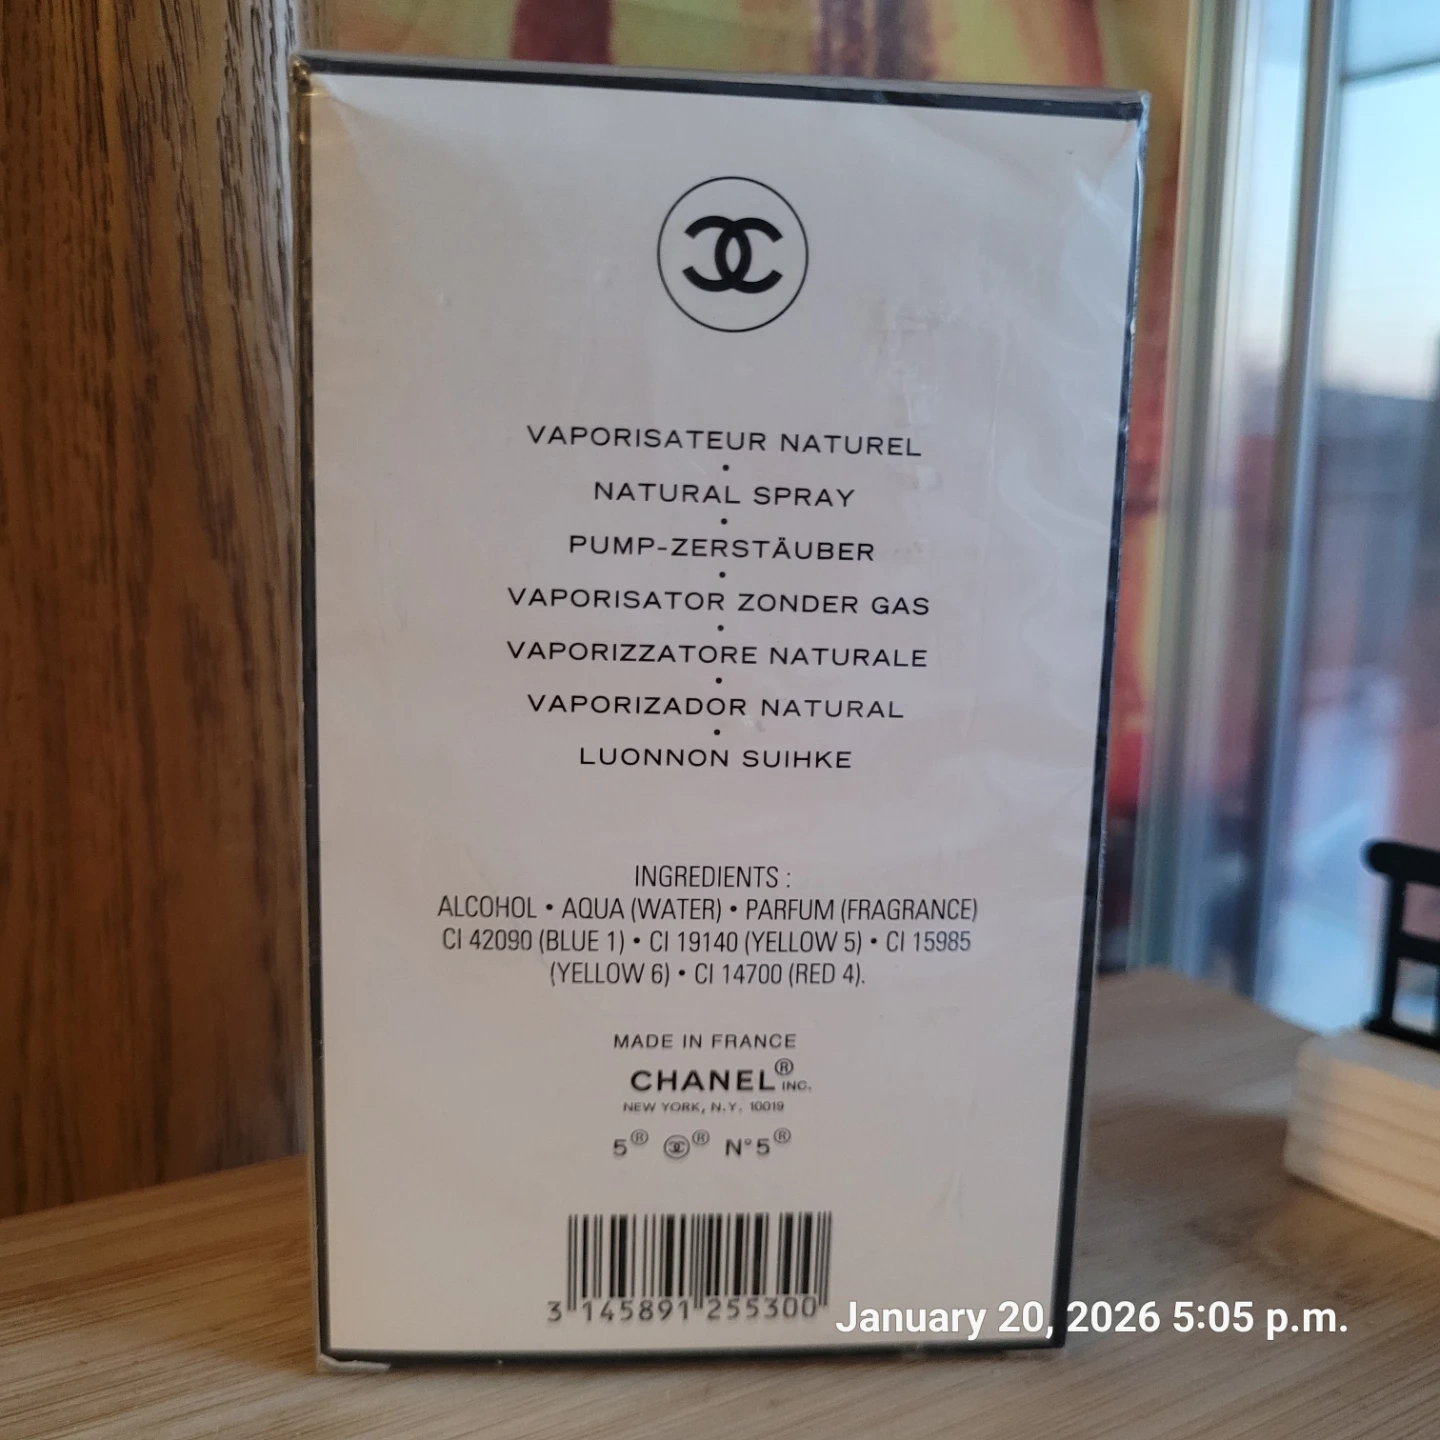 VAPORISATEUR NATUREL
•
NATURAL SPRAY
•
PUMP-ZERSTÄUBER
•
VAPORISATOR ZONDER GAS
•
VAPORIZZATORE NATURALE
•
VAPORIZADOR NATURAL
•
LUONNON SUIHKE
INGREDIENTS :
ALCOHOL • AQUA (WATER) • PARFUM (FRAGRANCE)
CI 42090 (BLUE 1) • CI 19140 (YELLOW 5) • CI 15985
(YELLOW 6) • CI 14700 (RED 4).
MADE IN FRANCE
CHANEL® INC.
NEW YORK, N.Y. 10019
5® ® N°5®
3 145891 255300
January 20, 2026 5:05 p.m.